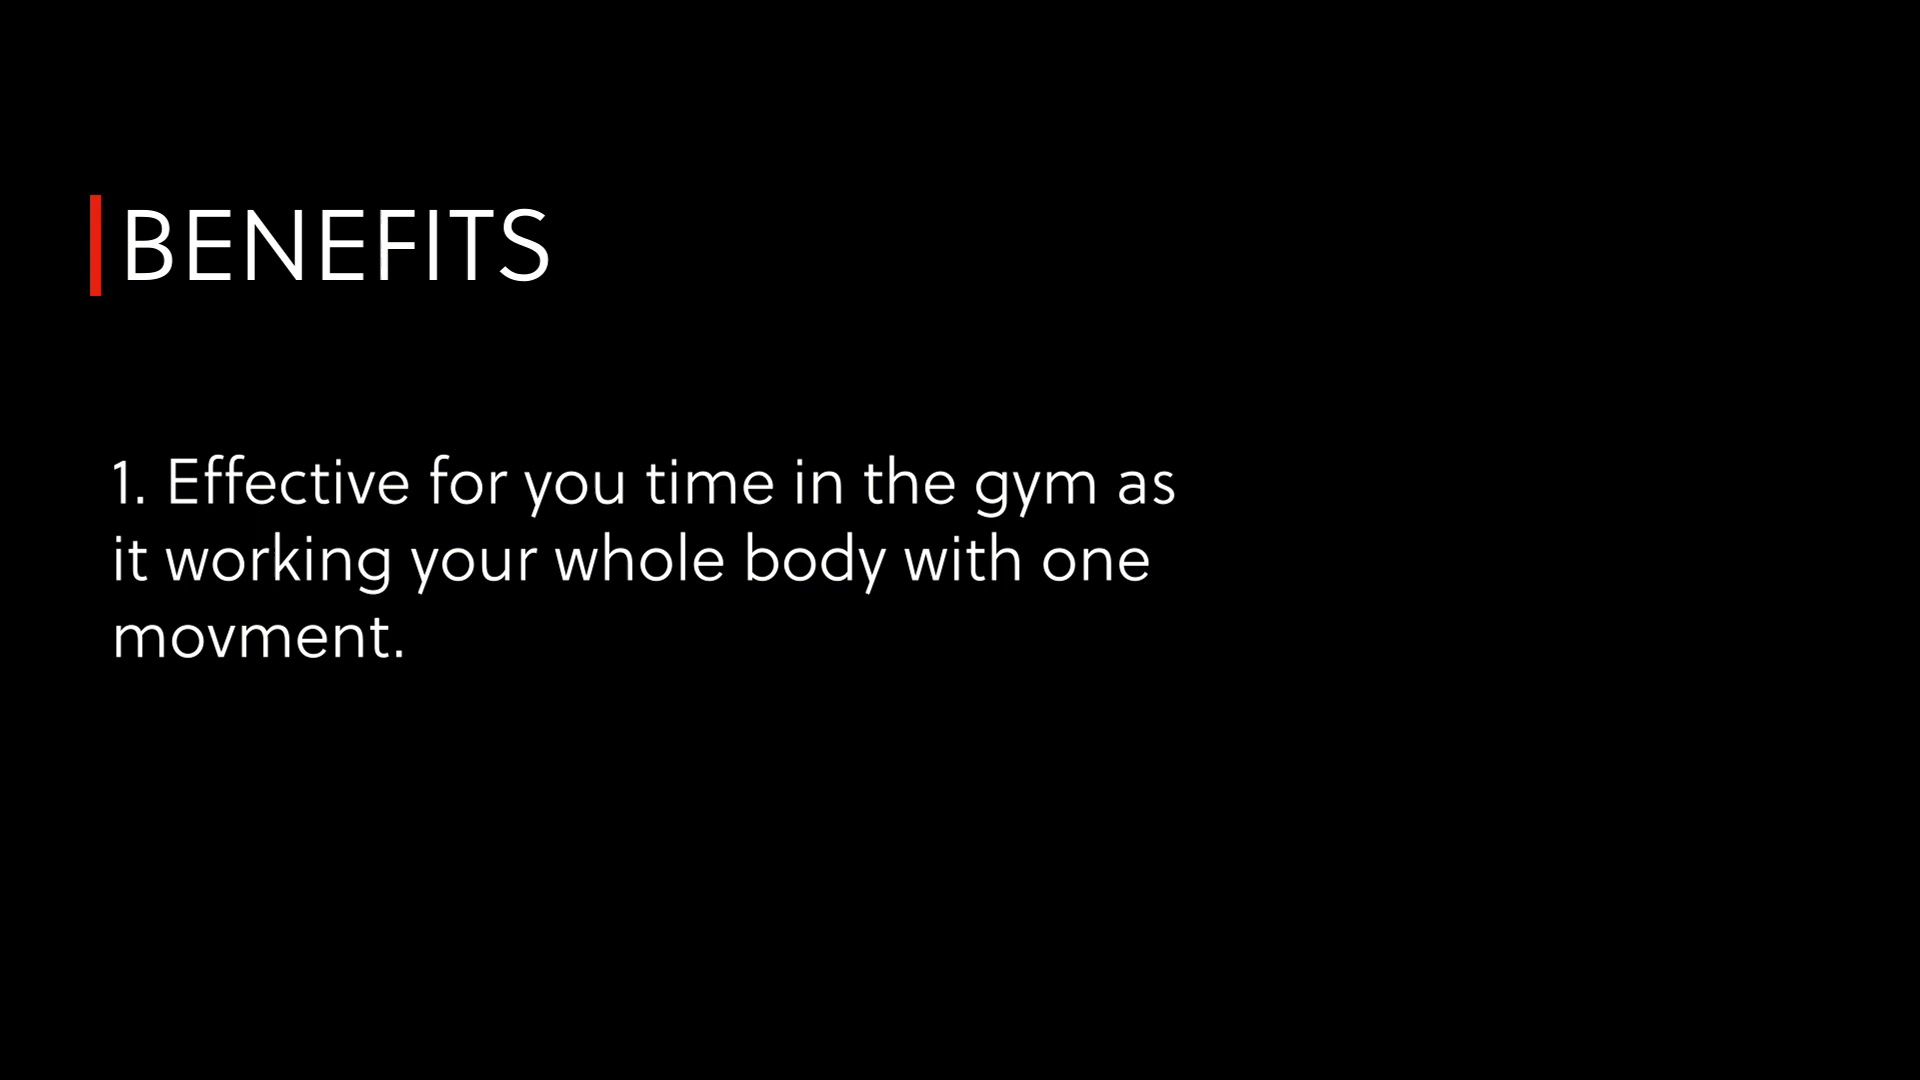 BENEFITS
1. Effective for you time in the gym as
it working your whole body with one
movment.